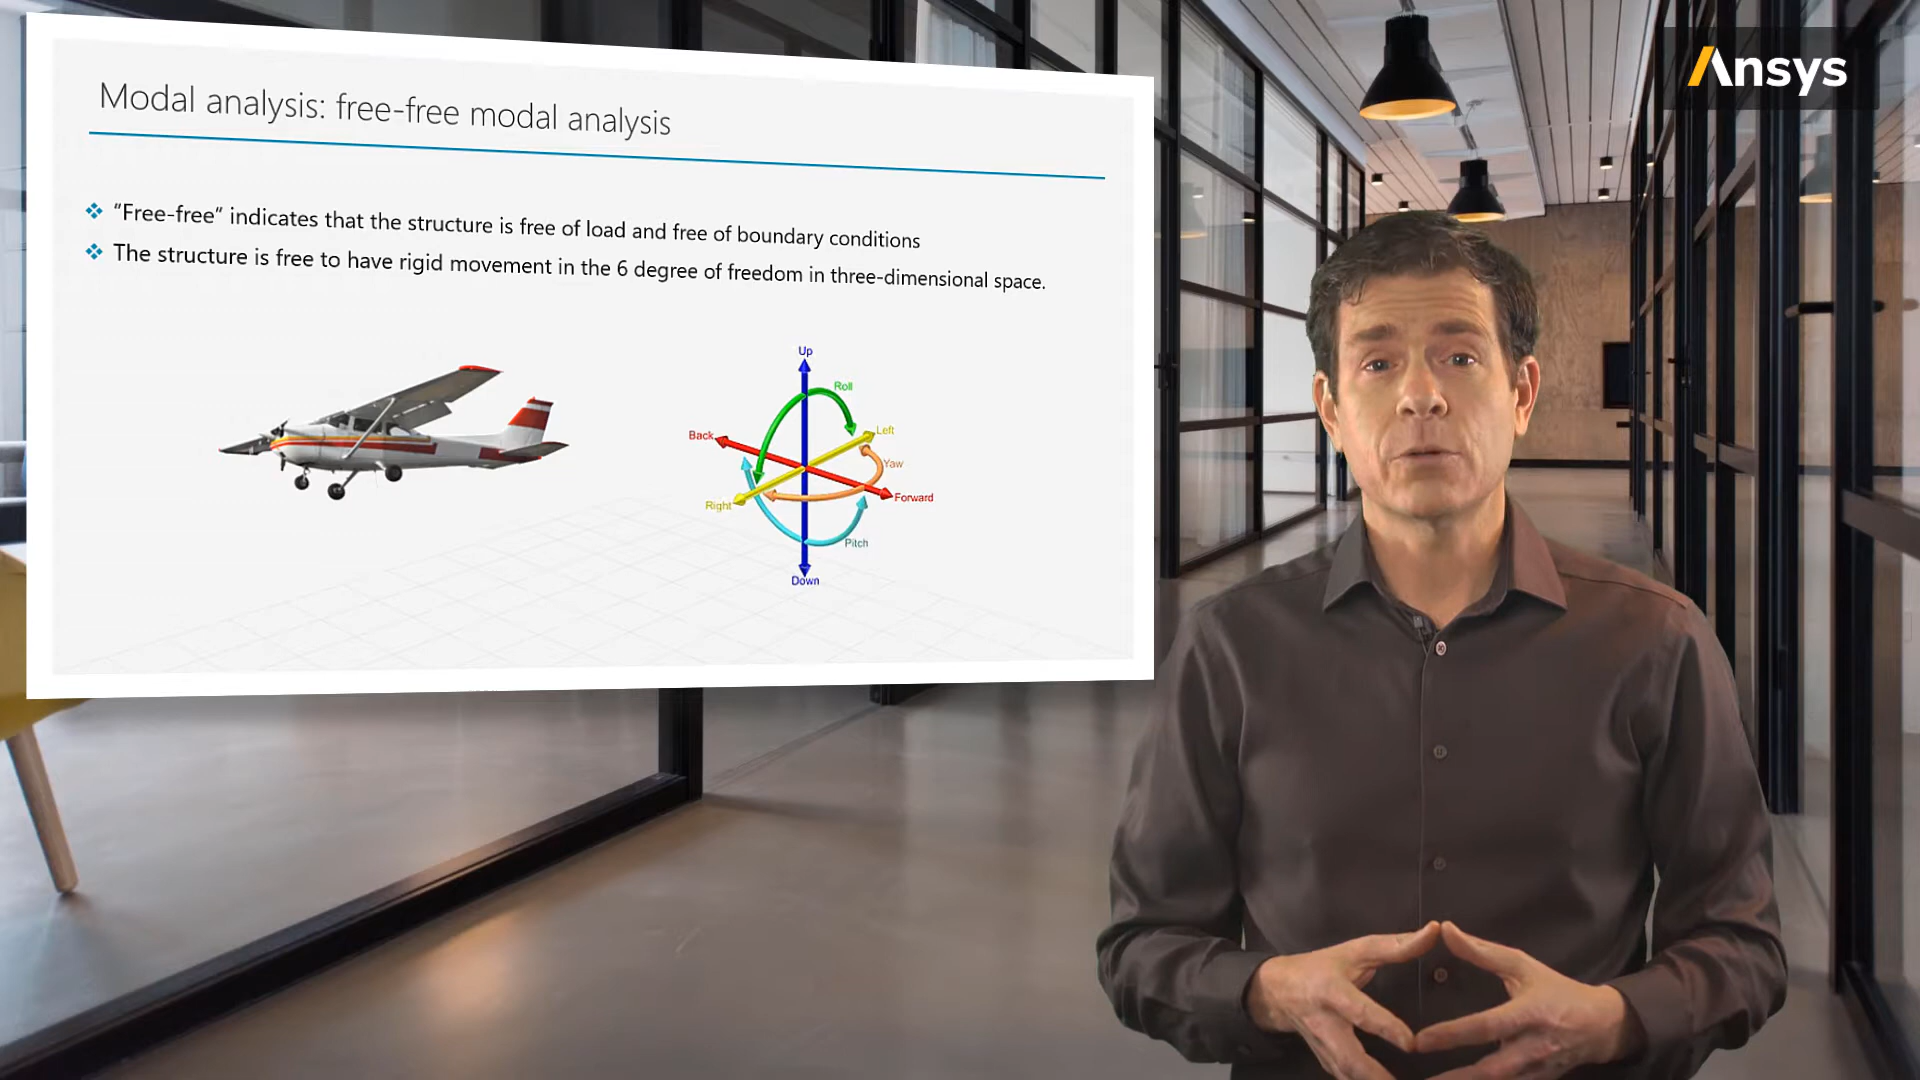 Modal analysis: free-free modal analysis
“Free-free“ indicates that the structure is free of load and free of boundary conditions
The structure is free to have rigid movement in the 6 degree of freedom in three-dimensional space.
Up
Roll
Back
Left
Yaw
Forward
Right
Pitch
Down
Ansys